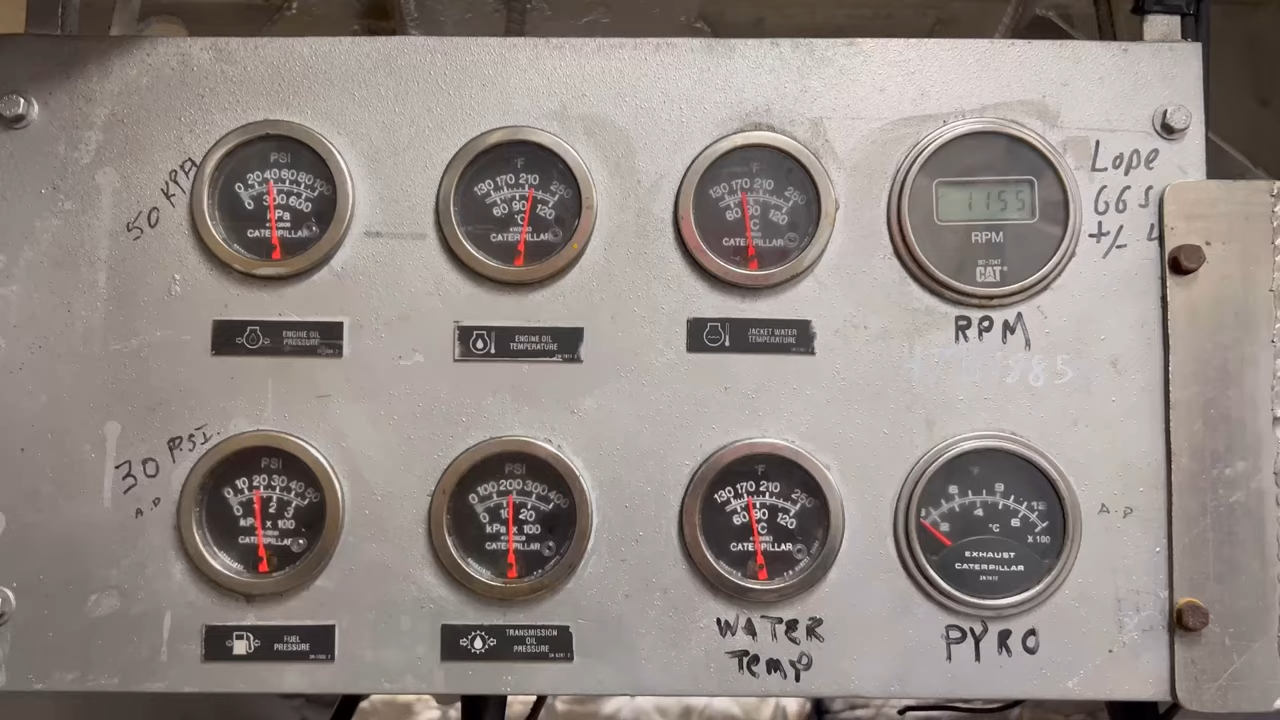 50 KPA
PSI
0 20 40 60 80 100
0 300 600
kPa
CATERPILLAR
ENGINE OIL
PRESSURE
°F
130 170 210 250
60 90 120
°C
4W0503
CATERPILLAR
ENGINE OIL
TEMPERATURE
°F
130 170 210 250
60 90 120
°C
CATERPILLAR
JACKET WATER
TEMPERATURE
1155
RPM
CAT
RPM
Lope
+/-
30 PSI
A.D
PSI
0 10 20 30 40 50
0 1 2 3
kPa x 100
CATERPILLAR
FUEL
PRESSURE
PSI
0 100 200 300 400
0 10 20
kPa x 100
CATERPILLAR
TRANSMISSION
OIL
PRESSURE
°F
130 170 210 250
60 90 120
°C
CATERPILLAR
WATER
TEMP
°F
6 9 12
2 4 6
°C
X 100
EXHAUST
CATERPILLAR
PYRO
A.D